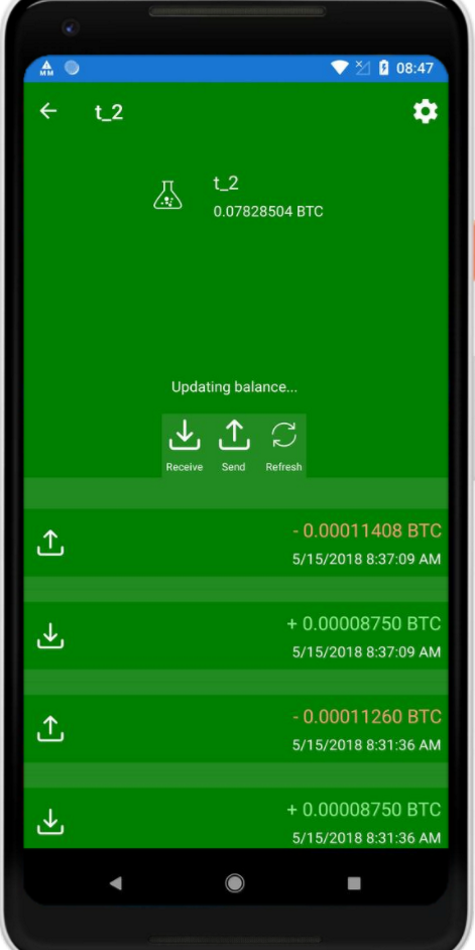 MM
08:47
t_2
t_2
0.07828504 BTC
Updating balance...
Receive Send Refresh
- 0.00011408 BTC
5/15/2018 8:37:09 AM
+ 0.00008750 BTC
5/15/2018 8:37:09 AM
- 0.00011260 BTC
5/15/2018 8:31:36 AM
+ 0.00008750 BTC
5/15/2018 8:31:36 AM